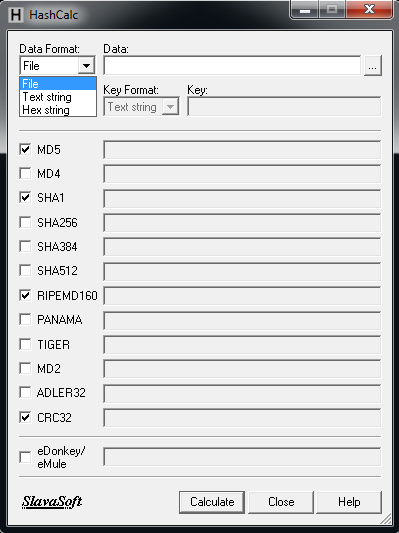 H HashCalc
Data Format: Data:
File ...
File
Text string
Hex string
Key Format: Key:
Text string
MD5
MD4
SHA1
SHA256
SHA384
SHA512
RIPEMD160
PANAMA
TIGER
MD2
ADLER32
CRC32
eDonkey/
eMule
SlavaSoft Calculate Close Help